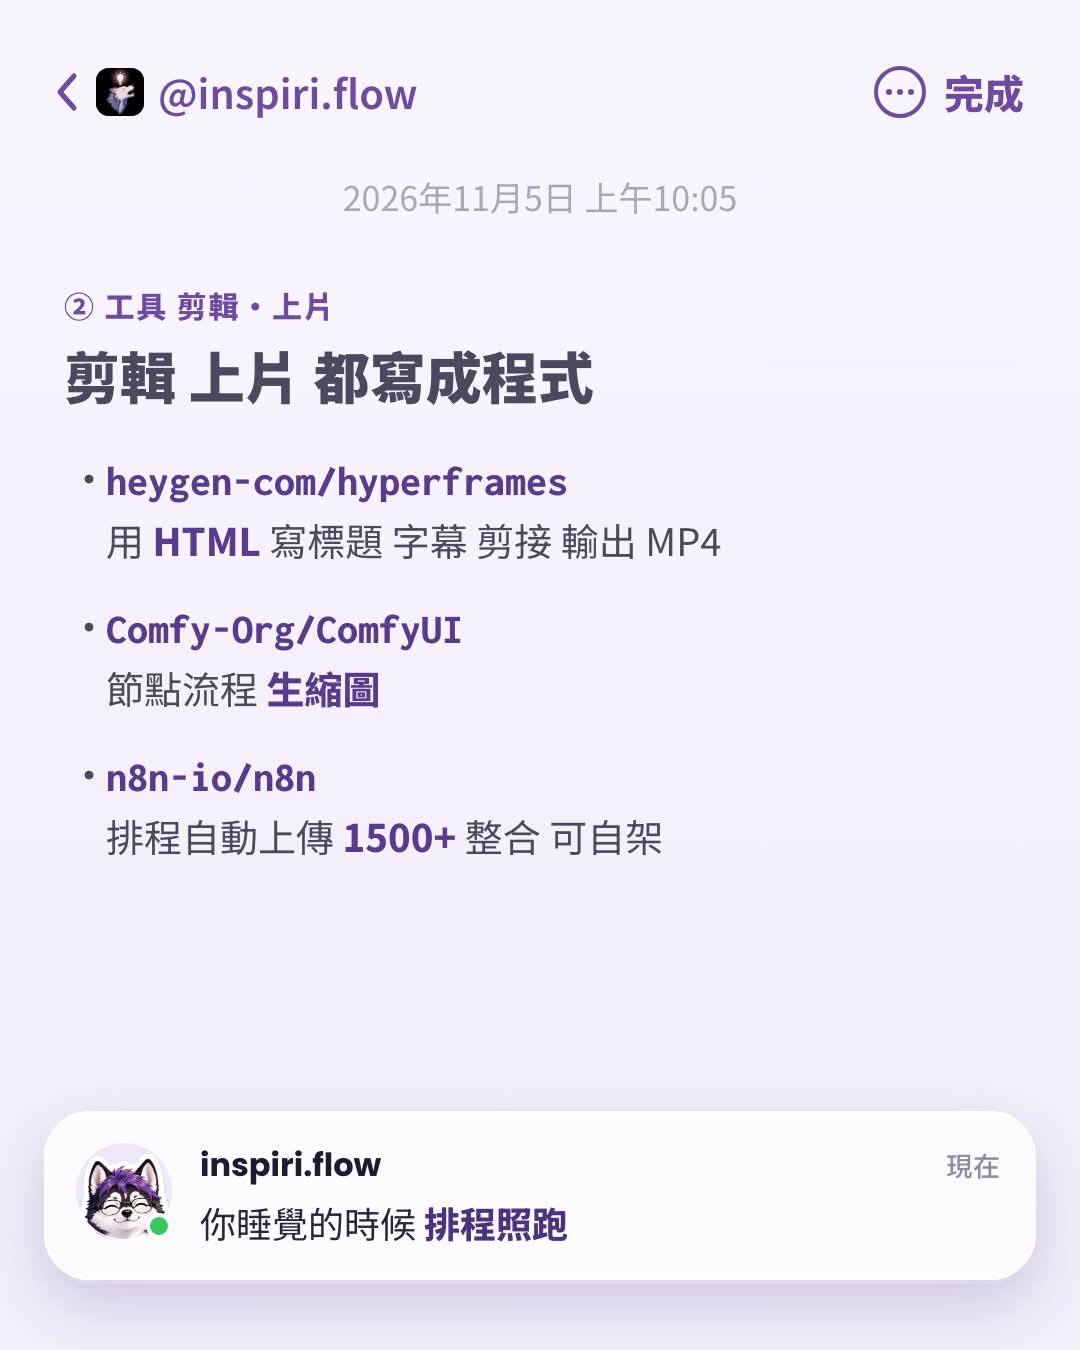 @inspiri.flow
完成
2026年11月5日 上午10:05
② 工具 剪輯・上片
剪輯 上片 都寫成程式
・heygen-com/hyperframes
用 HTML 寫標題 字幕 剪接 輸出 MP4
・Comfy-Org/ComfyUI
節點流程 生縮圖
・n8n-io/n8n
排程自動上傳 1500+ 整合 可自架
inspiri.flow
現在
你睡覺的時候 排程照跑